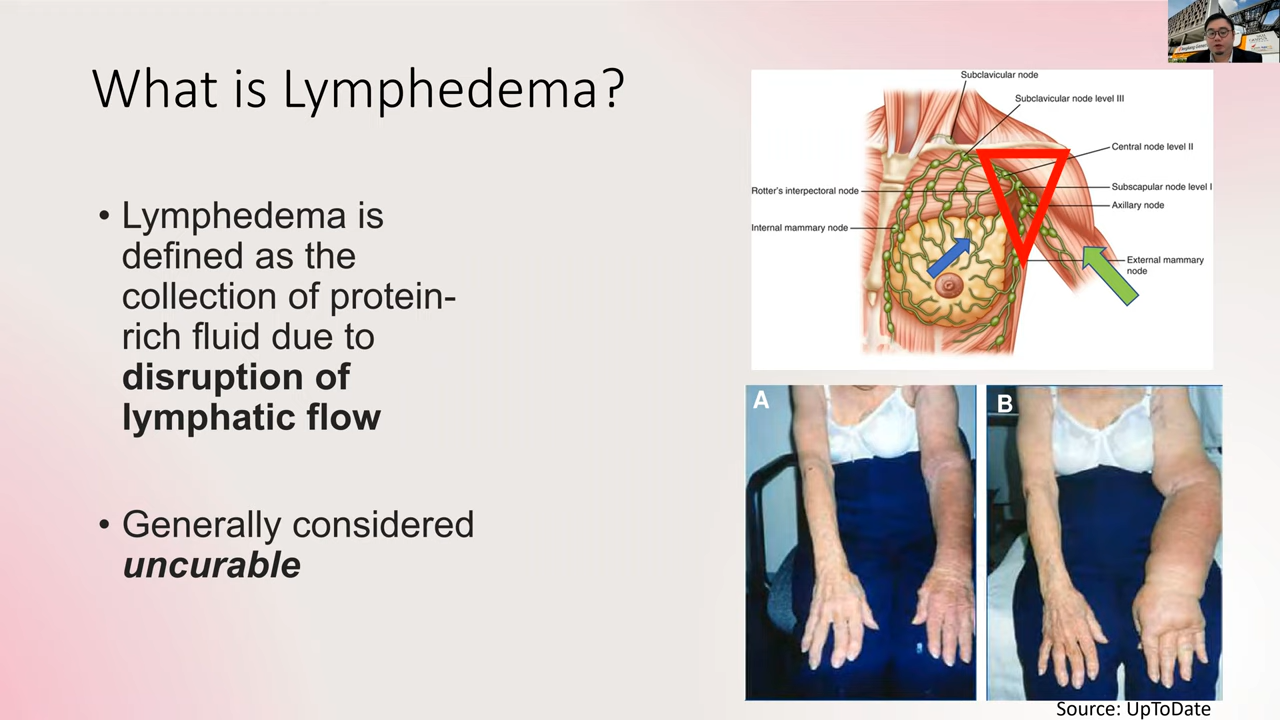 What is Lymphedema?
• Lymphedema is
defined as the
collection of protein-
rich fluid due to
disruption of
lymphatic flow
• Generally considered
uncurable
Subclavicular node
Subclavicular node level III
Central node level II
Rotter's interpectoral node
Subscapular node level I
Axillary node
Internal mammary node
External mammary
node
A
B
Source: UpToDate